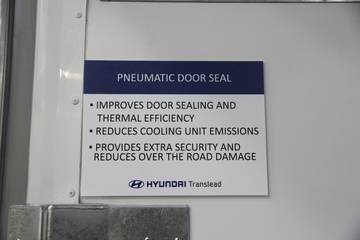 PNEUMATIC DOOR SEAL
• IMPROVES DOOR SEALING AND
THERMAL EFFICIENCY
• REDUCES COOLING UNIT EMISSIONS
• PROVIDES EXTRA SECURITY AND
REDUCES OVER THE ROAD DAMAGE
HYUNDAI Translead